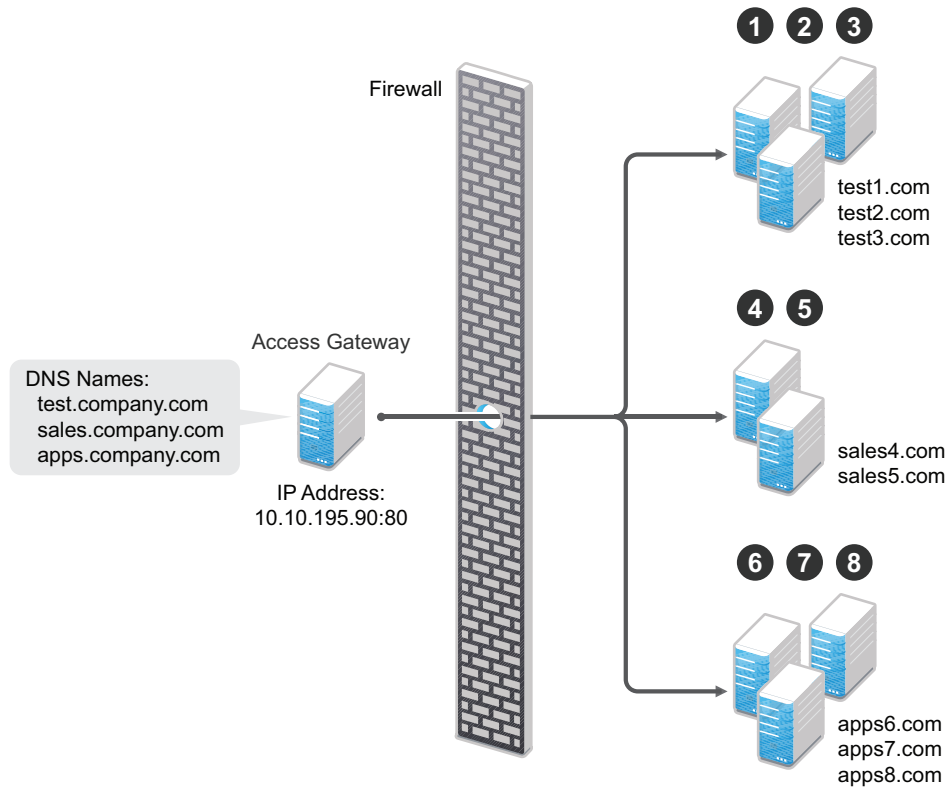 1 2 3
Firewall
test1.com
test2.com
test3.com
4 5
Access Gateway
DNS Names:
test.company.com
sales.company.com
apps.company.com
IP Address:
10.10.195.90:80
sales4.com
sales5.com
6 7 8
apps6.com
apps7.com
apps8.com